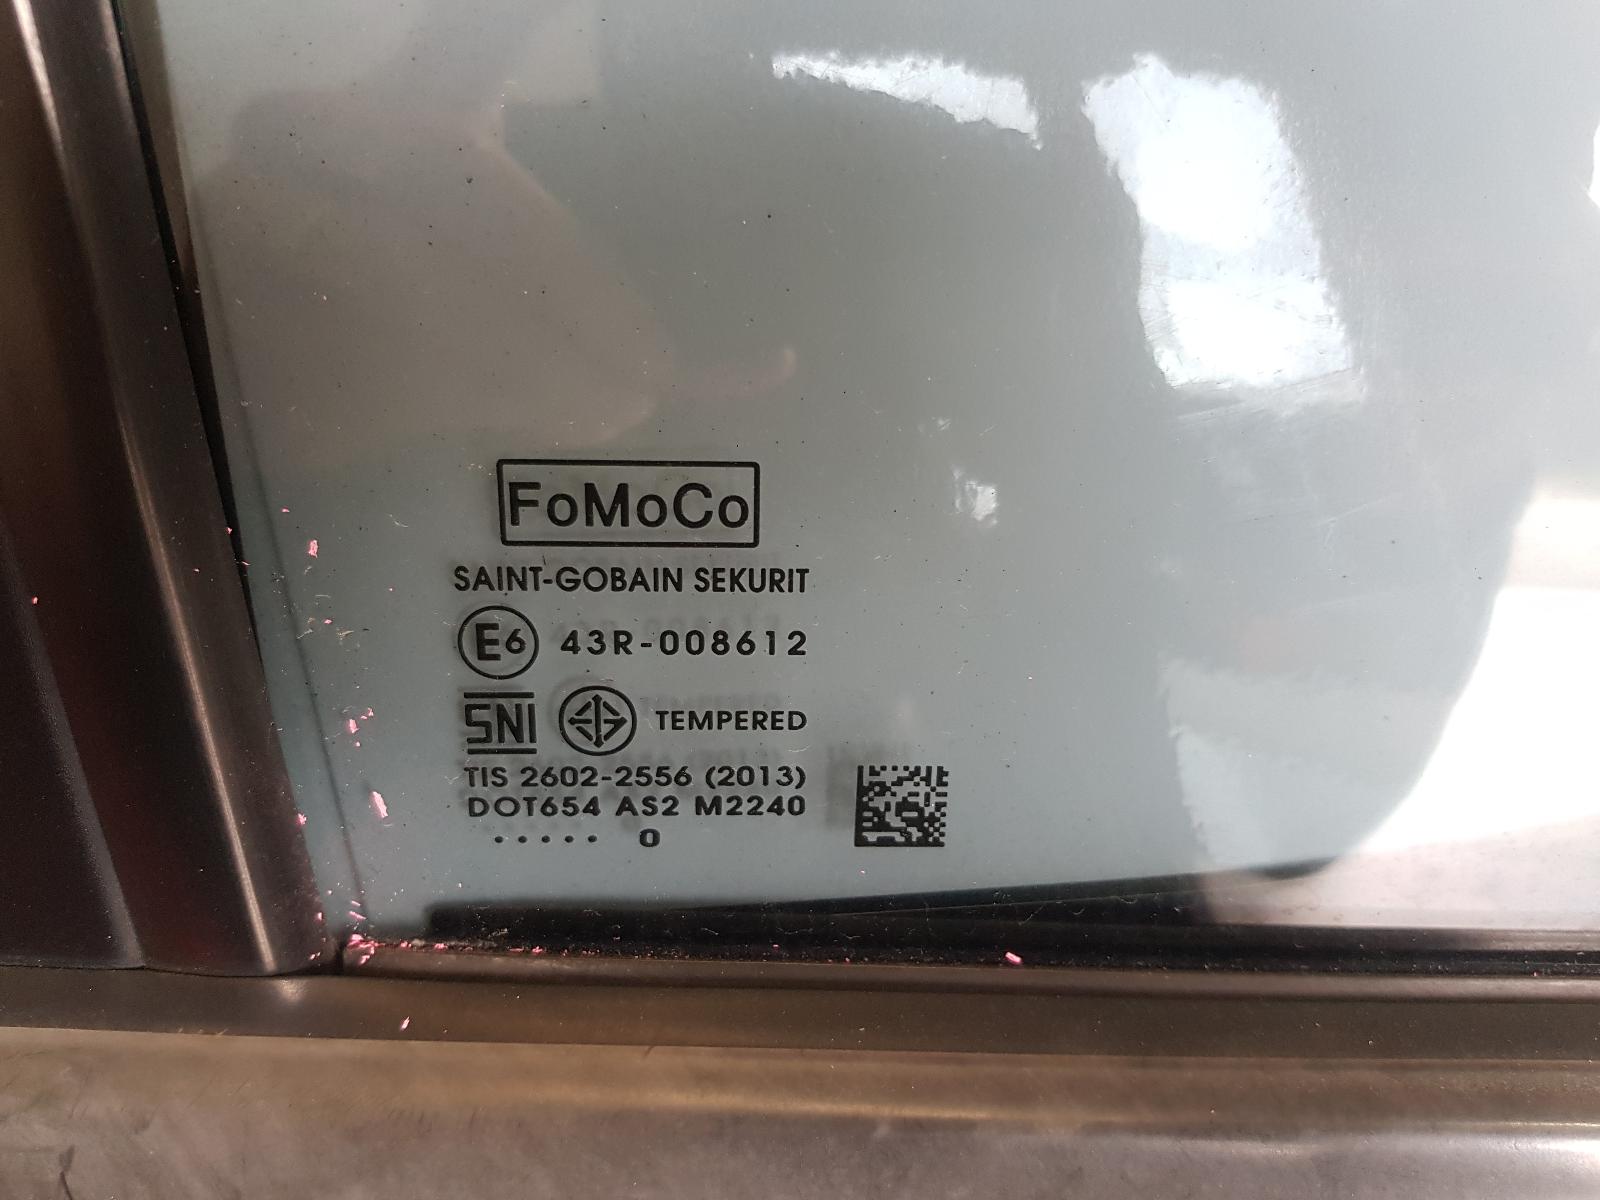 FoMoCo
SAINT-GOBAIN SEKURIT
E6 43R-008612
SNI TEMPERED
TIS 2602-2556 (2013)
DOT654 AS2 M2240
..... 0